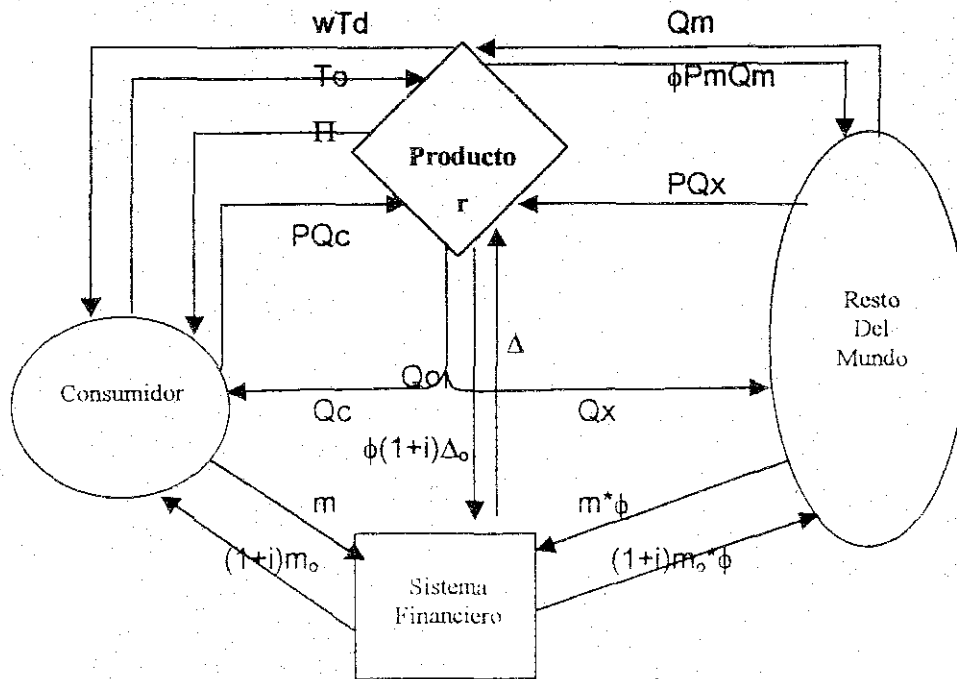 wTd
Qm
To
ϕPmQm
Π
Producto
r
PQx
PQc
Resto
Del
Mundo
Δ
Consumidor
Qo
Qc
Qx
ϕ(1+i)Δₒ
m
m*ϕ
(1+i)mₒ
(1+i)mₒ*ϕ
Sistema
Financiero